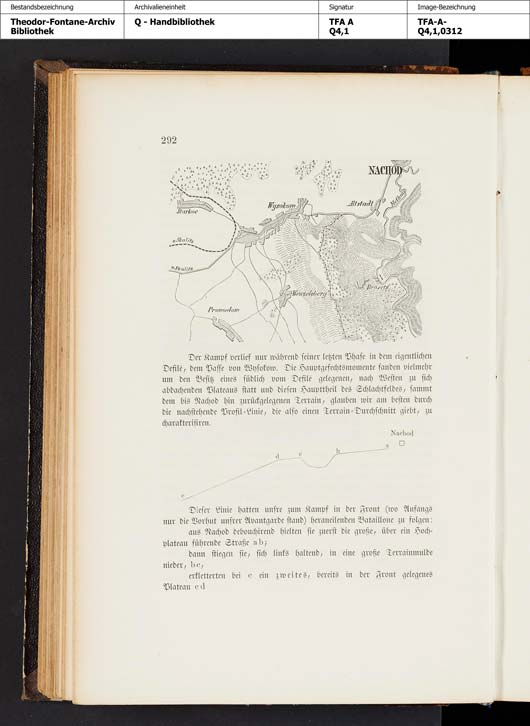 Bestandsbezeichnung
Theodor-Fontane-Archiv
Bibliothek
Archivalieneinheit
Q - Handbibliothek
Signatur
TFA A
Q4,1
Image-Bezeichnung
TFA-A-
Q4,1,0312
292
NACHOD
Wysokow
Altstadt
Wenzelsberg
Der Kampf verlief nur während seiner letzten Phase in dem eigentlichen
Defilé, dem Passe von Wysokow. Die Hauptgefechtsmomente fanden vielmehr
um den Besitz eines südlich vom Defilé gelegenen, nach Westen zu sich
abdachenden Plateaus statt und diesen Haupttheil des Schlachtfeldes, sammt
dem bis Nachod hin zurückgelegenen Terrain, glauben wir am besten durch
die nachstehende Profil-Linie, die also einen Terrain-Durchschnitt giebt, zu
charakterisiren.
Nachod
e d c b a
Dieser Linie hatten unsre zum Kampf in der Front (wo Anfangs
nur die Vorhut unsrer Avantgarde stand) heraneilenden Bataillone zu folgen:
aus Nachod debouchirend hielten sie zuerst die große, über ein Hoch-
plateau führende Straße ab;
dann stiegen sie, sich links haltend, in eine große Terrainmulde
nieder, bc,
erkletterten bei c ein zweites, bereits in der Front gelegenes
Plateau cd